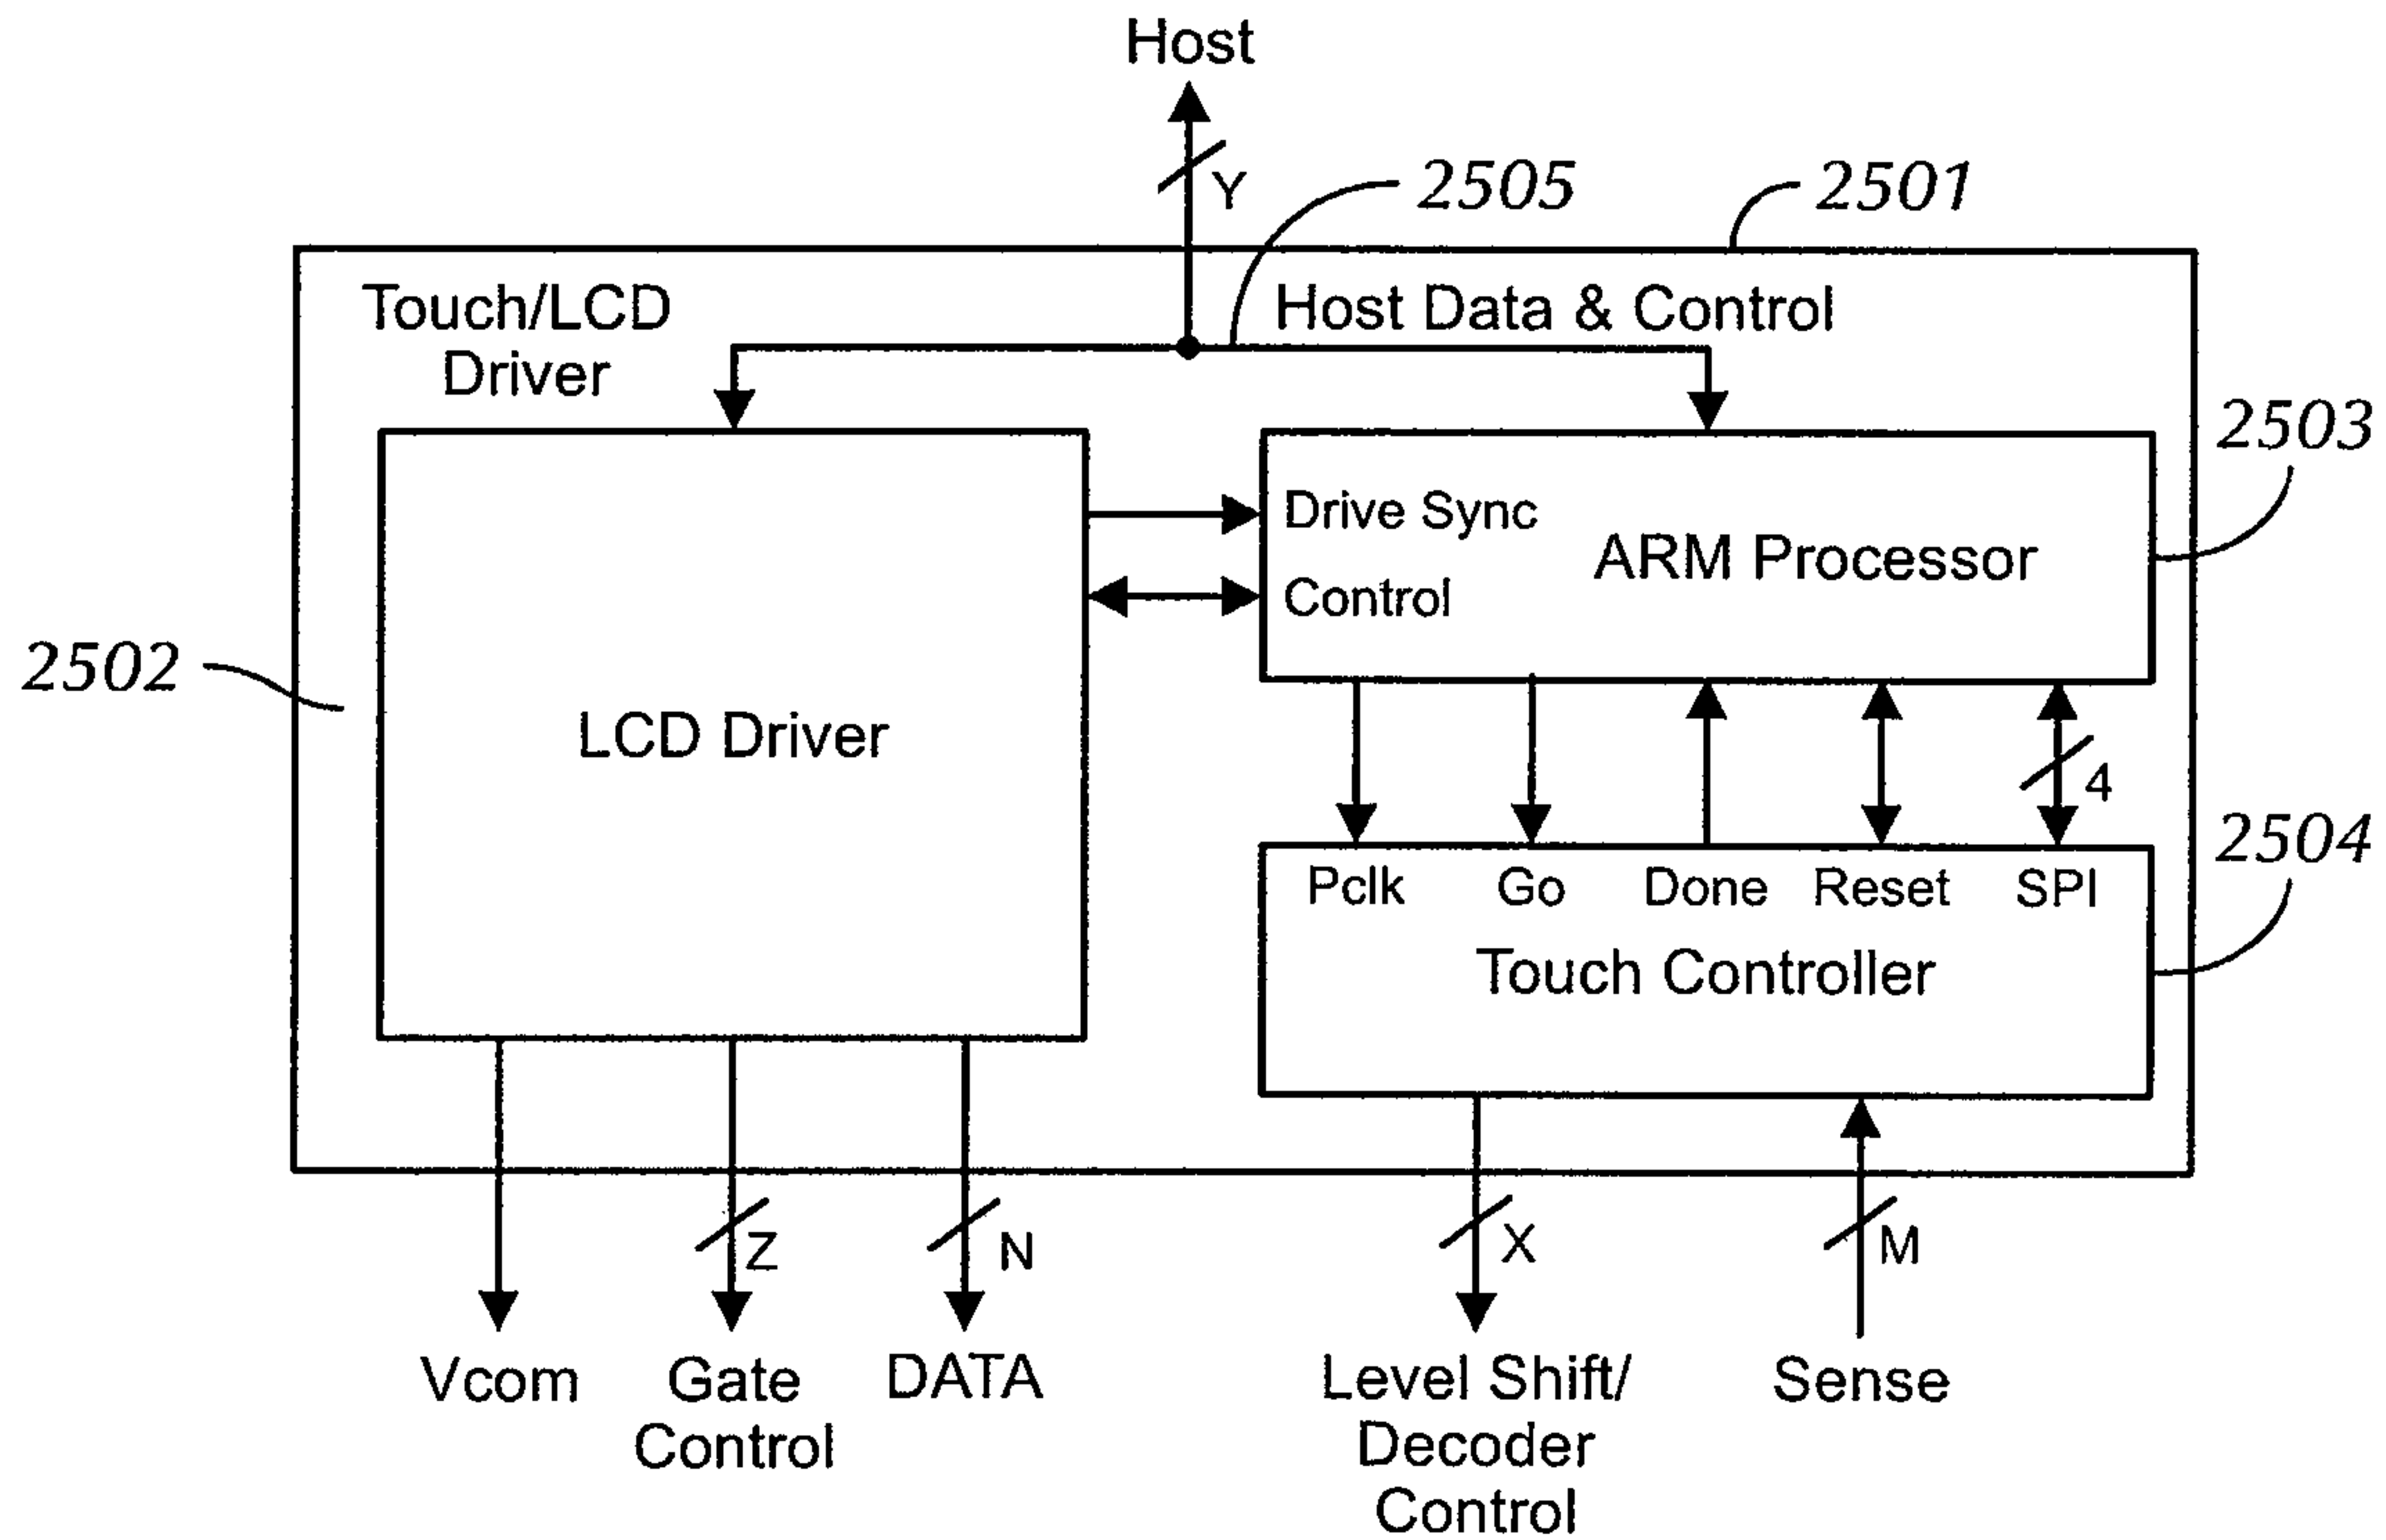 Host
Y
2505
2501
Touch/LCD
Driver
Host Data & Control
2503
Drive Sync
ARM Processor
Control
2502
LCD Driver
4
2504
Pclk Go Done Reset SPI
Touch Controller
Z
N
X
M
Vcom
Gate
Control
DATA
Level Shift/
Decoder
Control
Sense